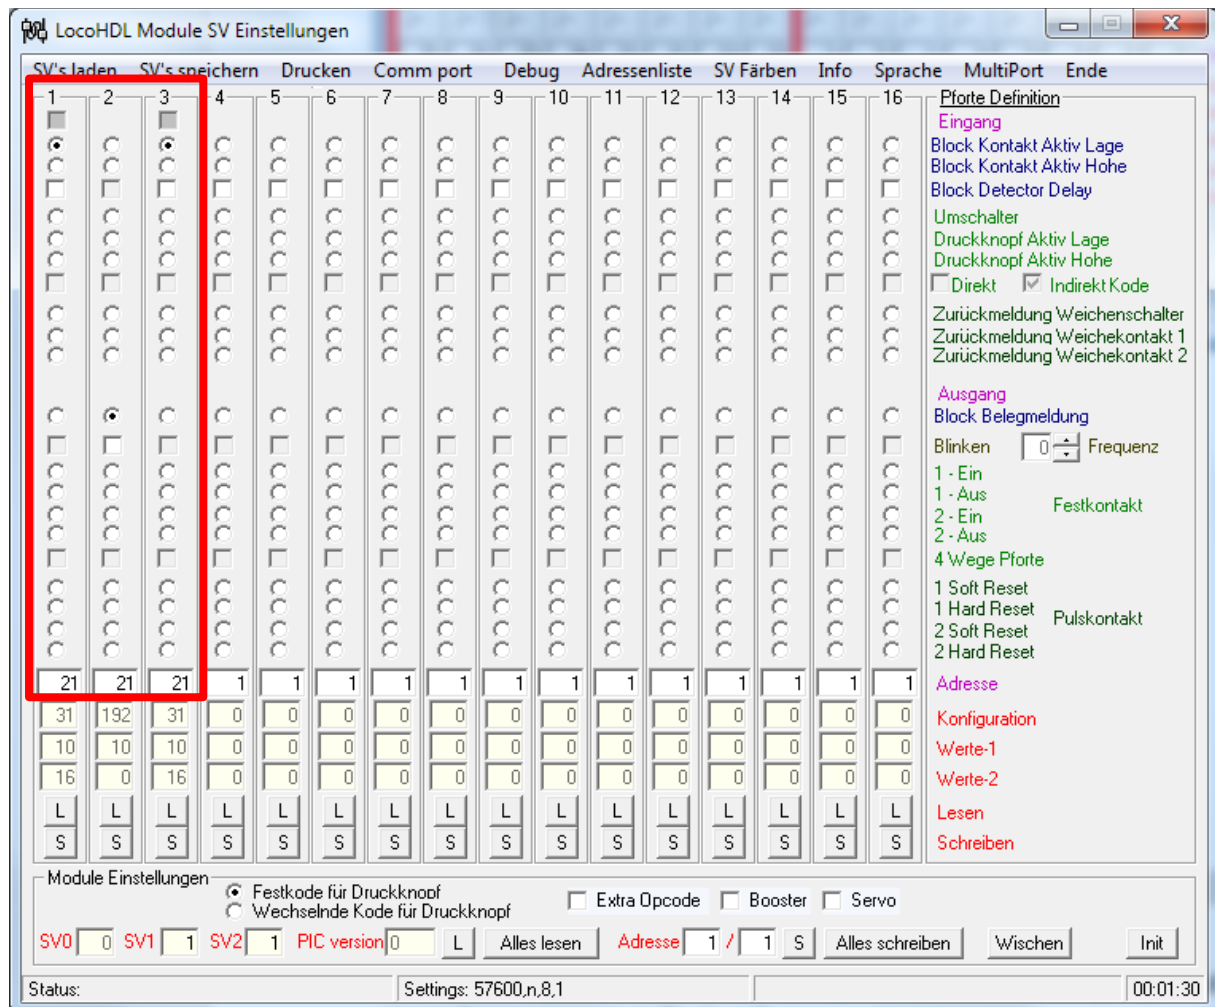 LocoHDL Module SV Einstellungen
SV's laden SV's speichern Drucken Comm port Debug Adressenliste SV Färben Info Sprache MultiPort Ende
1 2 3 4 5 6 7 8 9 10 11 12 13 14 15 16 Pforte Definition
Eingang
Block Kontakt Aktiv Lage
Block Kontakt Aktiv Hohe
Block Detector Delay
Umschalter
Druckknopf Aktiv Lage
Druckknopf Aktiv Hohe
Direkt Indirekt Kode
Zurückmeldung Weichenschalter
Zurückmeldung Weichekontakt 1
Zurückmeldung Weichekontakt 2
Ausgang
Block Belegmeldung
Blinken 0 Frequenz
1 - Ein
1 - Aus
Festkontakt
2 - Ein
2 - Aus
4 Wege Pforte
1 Soft Reset
1 Hard Reset
Pulskontakt
2 Soft Reset
2 Hard Reset
21 21 21 1 1 1 1 1 1 1 1 1 1 1 1 1 Adresse
31 192 31 0 0 0 0 0 0 0 0 0 0 0 0 0 Konfiguration
10 10 10 0 0 0 0 0 0 0 0 0 0 0 0 0 Werte-1
16 0 16 0 0 0 0 0 0 0 0 0 0 0 0 0 Werte-2
L L L L L L L L L L L L L L L L Lesen
S S S S S S S S S S S S S S S S Schreiben
Module Einstellungen
Festkode für Druckknopf
Wechselnde Kode für Druckknopf
Extra Opcode Booster Servo
SV0 0 SV1 1 SV2 1 PIC version 0 L Alles lesen Adresse 1 / 1 S Alles schreiben Wischen Init
Status: Settings: 57600,n,8,1 00:01:30